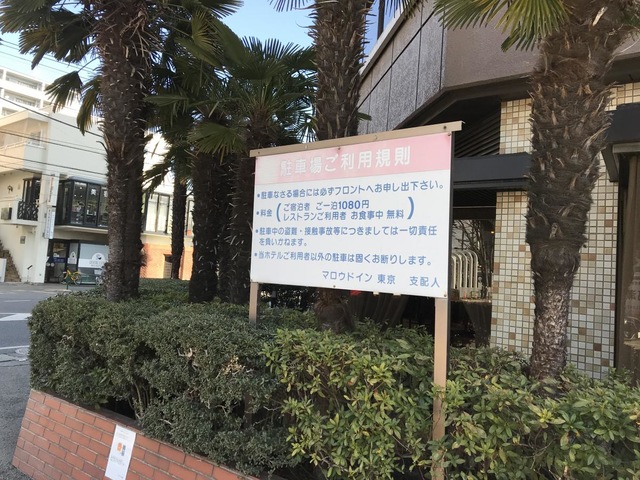 駐車場ご利用規則
•駐車なさる場合には必ずフロントへお申し出下さい。
•料金(ご宿泊者 ご一泊1080円
レストランご利用者 お食事中 無料)
•駐車中の盗難・接触事故等につきましては一切責任
を負いかねます。
•当ホテルご利用者以外の駐車は固くお断りします。
マロウドイン 東京 支配人